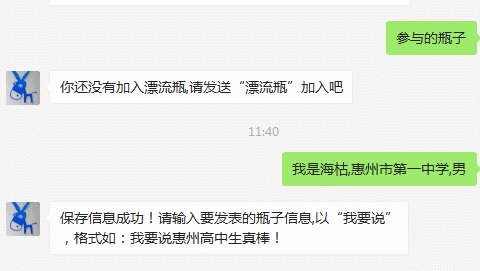 参与的瓶子
你还没有加入漂流瓶,请发送“漂流瓶”加入吧
11:40
我是海枯,惠州市第一中学,男
保存信息成功！请输入要发表的瓶子信息,以“我要说”
，格式如：我要说惠州高中生真棒！